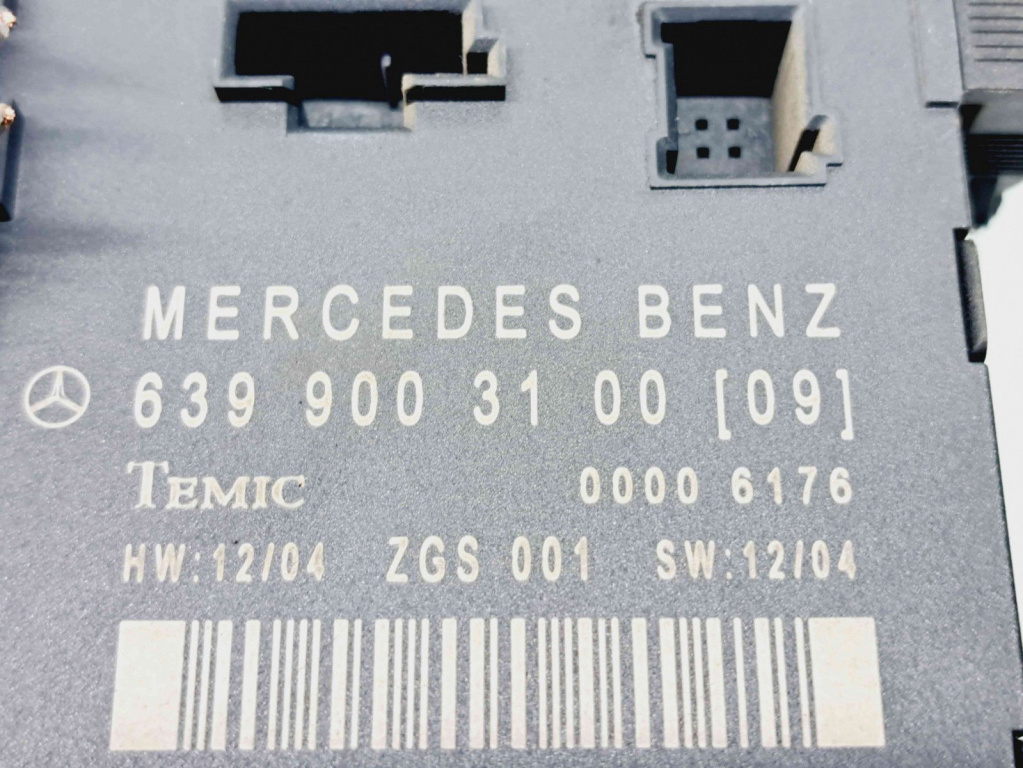 MERCEDES BENZ
639 900 31 00 [09]
TEMIC 0000 6176
HW:12/04 ZGS 001 SW:12/04